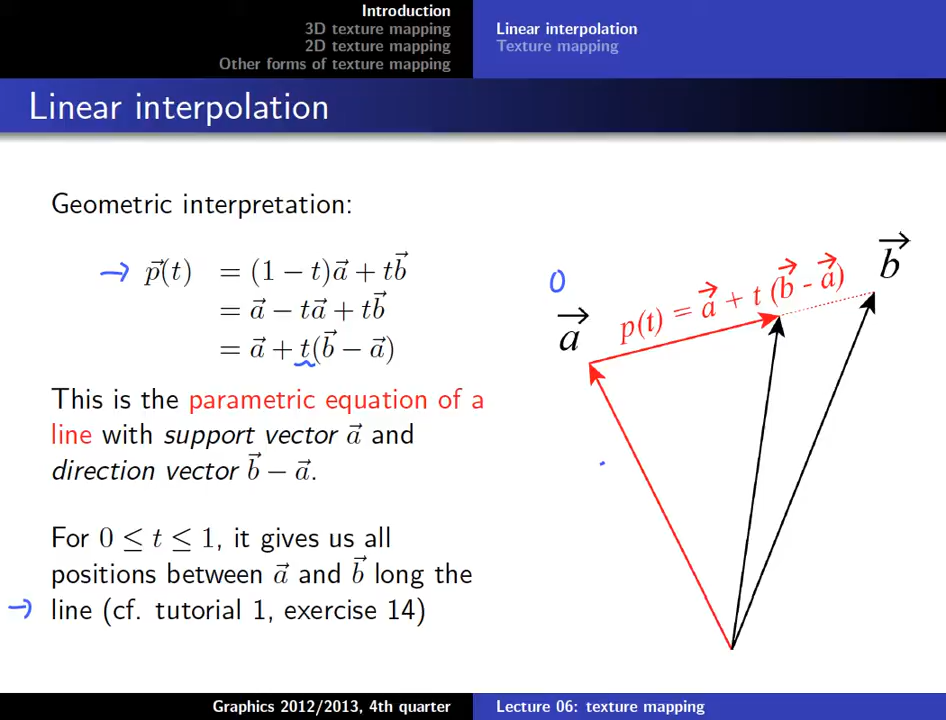 Introduction
3D texture mapping
2D texture mapping
Other forms of texture mapping
Linear interpolation
Texture mapping
Linear interpolation
Geometric interpretation:
→ p⃗(t) = (1 − t)a⃗ + tb⃗
= a⃗ − ta⃗ + tb⃗
= a⃗ + t(b⃗ − a⃗)
This is the parametric equation of a
line with support vector a⃗ and
direction vector b⃗ − a⃗.
For 0 ≤ t ≤ 1, it gives us all
positions between a⃗ and b⃗ long the
→ line (cf. tutorial 1, exercise 14)
0
a⃗
p(t) = a⃗ + t (b⃗ - a⃗)
b⃗
Graphics 2012/2013, 4th quarter
Lecture 06: texture mapping